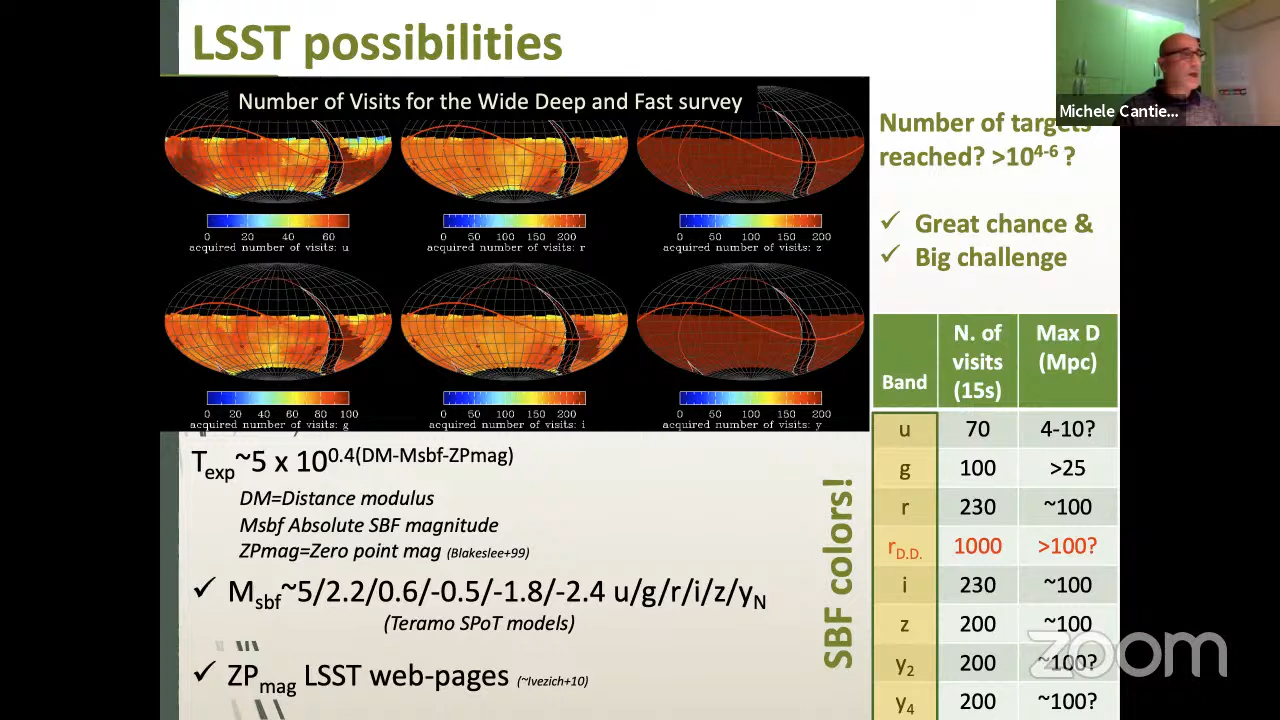 LSST possibilities
Number of Visits for the Wide Deep and Fast survey
0 20 40 60
acquired number of visits: u
0 50 100 150 200
acquired number of visits: r
0 50 100 150 200
acquired number of visits: z
0 20 40 60 80 100
acquired number of visits: g
0 50 100 150 200
acquired number of visits: i
0 50 100 150 200
acquired number of visits: y
Texp~5 x 10^0.4(DM-Msbf-ZPmag)
DM=Distance modulus
Msbf Absolute SBF magnitude
ZPmag=Zero point mag (Blakeslee+99)
✓ Msbf~5/2.2/0.6/-0.5/-1.8/-2.4 u/g/r/i/z/yN
(Teramo SPoT models)
✓ ZPmag LSST web-pages (~Ivezich+10)
Michele Cantie...
Number of targets
reached? >10^4-6 ?
✓ Great chance &
✓ Big challenge
SBF colors!
Band N. of visits (15s) Max D (Mpc)
u 70 4-10?
g 100 >25
r 230 ~100
rD.D. 1000 >100?
i 230 ~100
z 200 ~100
y2 200 ~100?
y4 200 ~100?
zoom